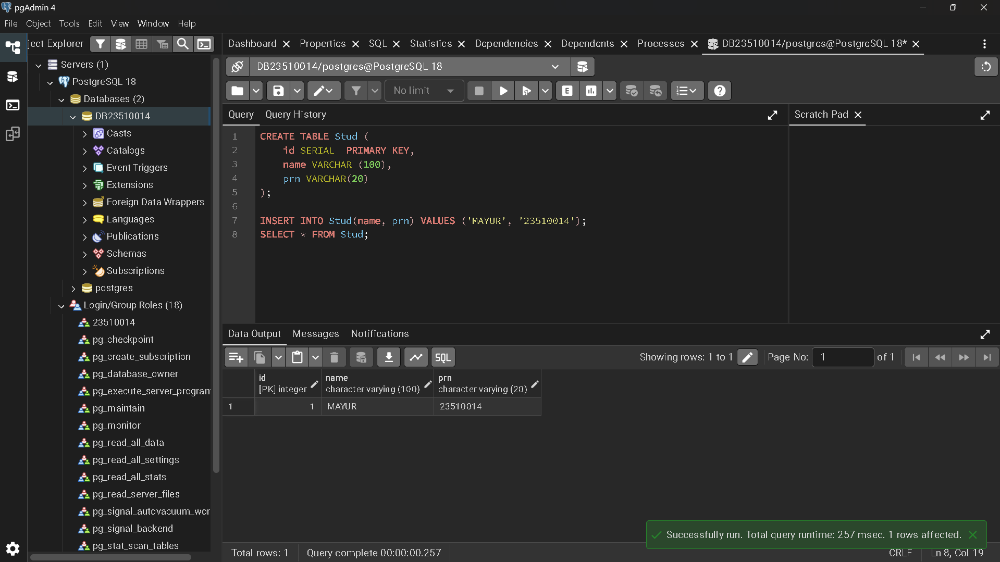 pgAdmin 4
File Object Tools Edit View Window Help
ject Explorer
Dashboard Properties SQL Statistics Dependencies Dependents Processes DB23510014/postgres@PostgreSQL 18*
Servers (1)
PostgreSQL 18
Databases (2)
DB23510014
Casts
Catalogs
Event Triggers
Extensions
Foreign Data Wrappers
Languages
Publications
Schemas
Subscriptions
postgres
Login/Group Roles (18)
23510014
pg_checkpoint
pg_create_subscription
pg_database_owner
pg_execute_server_program
pg_maintain
pg_monitor
pg_read_all_data
pg_read_all_settings
pg_read_all_stats
pg_read_server_files
pg_signal_autovacuum_wor
pg_signal_backend
pg_stat_scan_tables
DB23510014/postgres@PostgreSQL 18
No limit
E
Query Query History
Scratch Pad
1 CREATE TABLE Stud (
2 id SERIAL PRIMARY KEY,
3 name VARCHAR (100),
4 prn VARCHAR(20)
5 );
6
7 INSERT INTO Stud(name, prn) VALUES ('MAYUR', '23510014');
8 SELECT * FROM Stud;
Data Output Messages Notifications
SQL
Showing rows: 1 to 1
Page No: 1 of 1
id name prn
[PK] integer character varying (100) character varying (20)
1 1 MAYUR 23510014
Successfully run. Total query runtime: 257 msec. 1 rows affected.
Total rows: 1 Query complete 00:00:00.257 CRLF Ln 8, Col 19